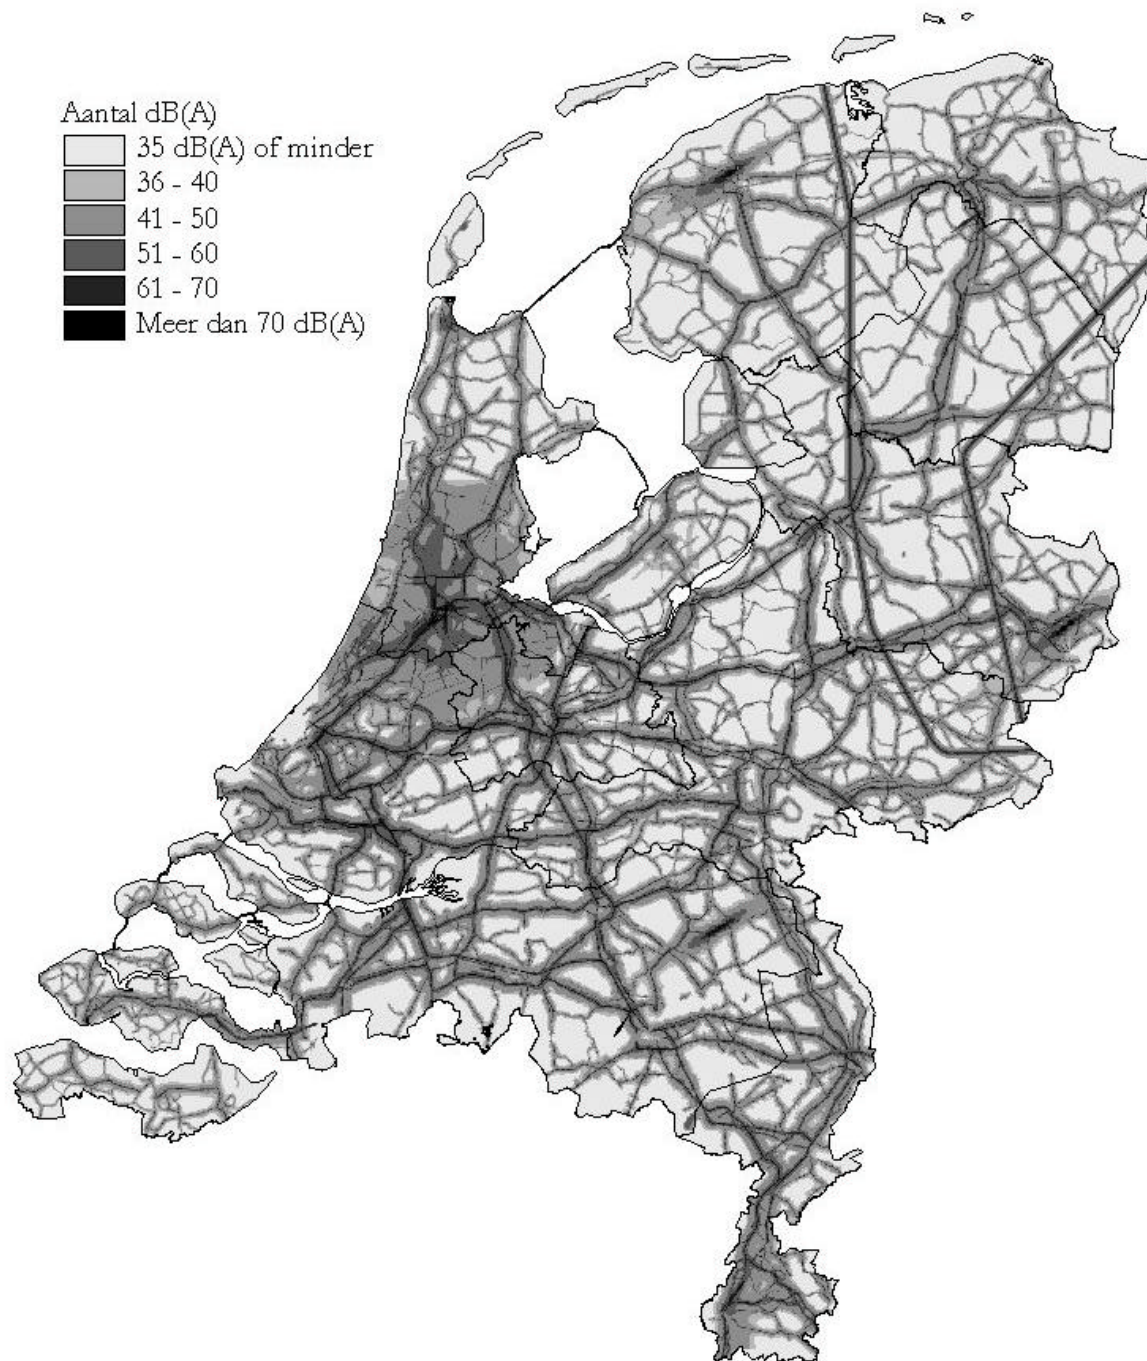 Aantal dB(A)
35 dB(A) of minder
36 - 40
41 - 50
51 - 60
61 - 70
Meer dan 70 dB(A)